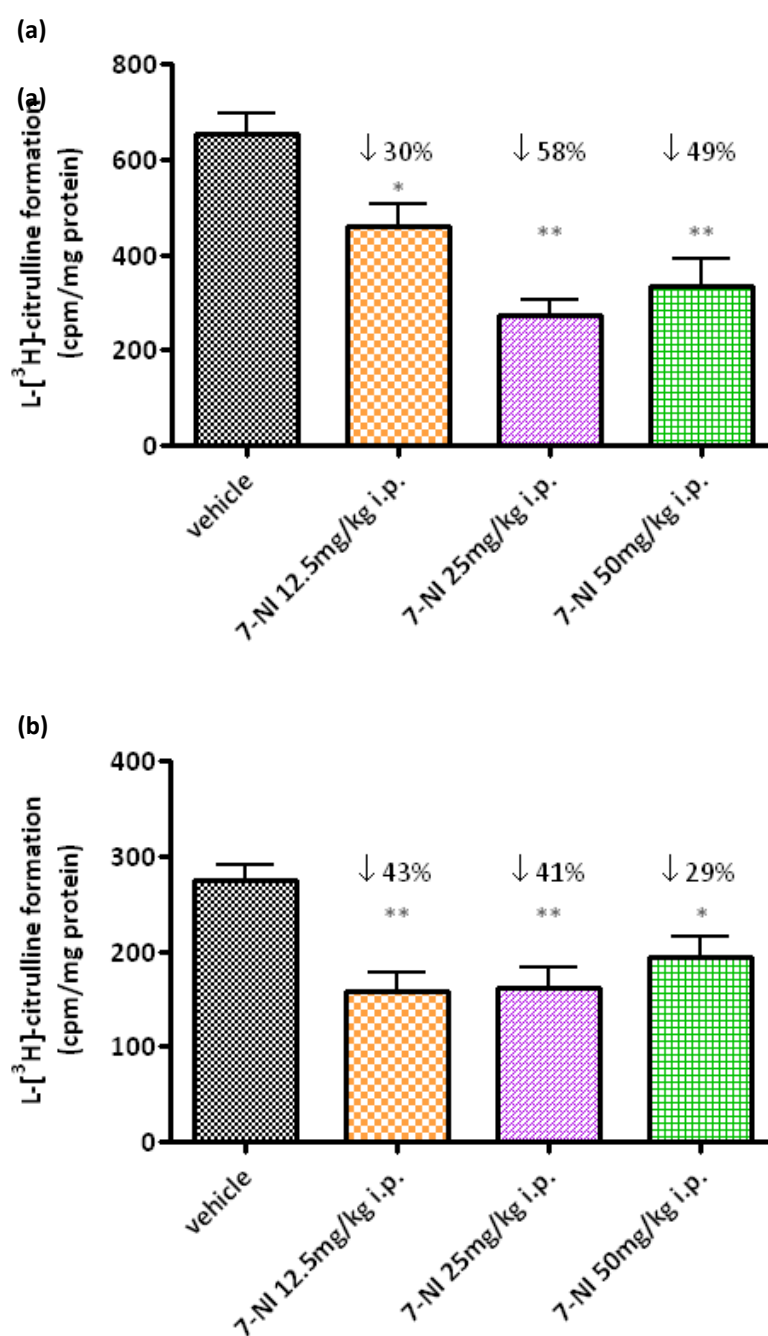 (a)
(a)
L-[³H]-citrulline formation
(cpm/mg protein)
800
600
400
200
0
↓ 30%
*
↓ 58%
**
↓ 49%
**
vehicle
7-NI 12.5mg/kg i.p.
7-NI 25mg/kg i.p.
7-NI 50mg/kg i.p.
(b)
L-[³H]-citrulline formation
(cpm/mg protein)
400
300
200
100
0
↓ 43%
**
↓ 41%
**
↓ 29%
*
vehicle
7-NI 12.5mg/kg i.p.
7-NI 25mg/kg i.p.
7-NI 50mg/kg i.p.